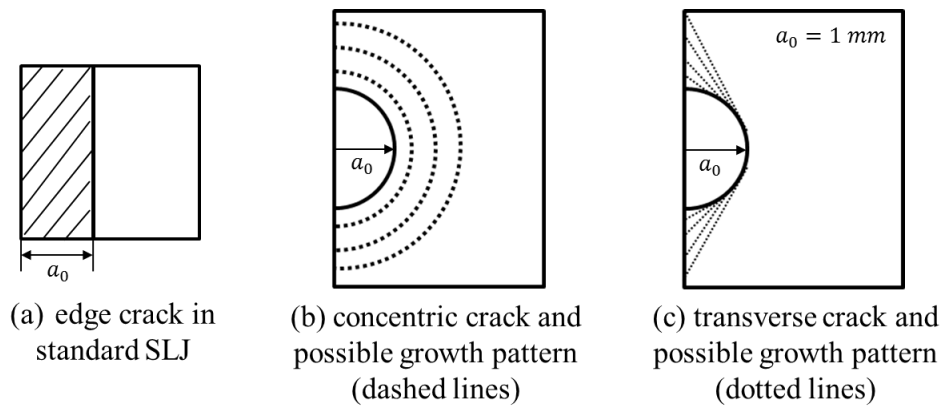 a₀ = 1 mm
a₀
a₀
a₀
(a) edge crack in
standard SLJ
(b) concentric crack and
possible growth pattern
(dashed lines)
(c) transverse crack and
possible growth pattern
(dotted lines)